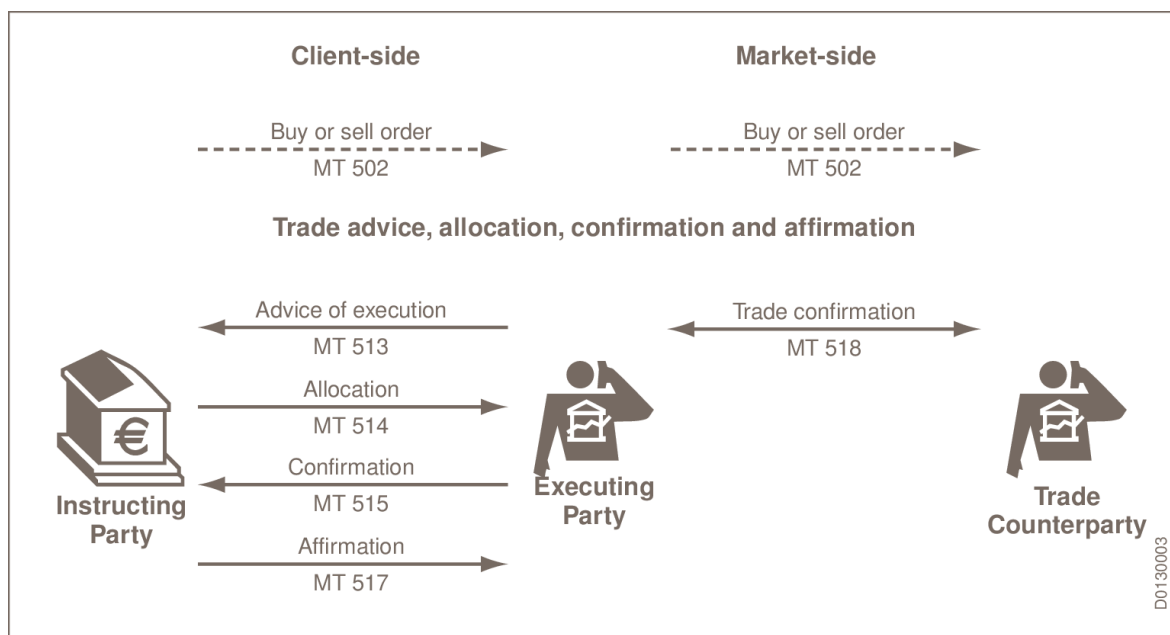 Client-side
Market-side
Buy or sell order
MT 502
Buy or sell order
MT 502
Trade advice, allocation, confirmation and affirmation
Advice of execution
MT 513
Trade confirmation
MT 518
Allocation
MT 514
Confirmation
MT 515
Affirmation
MT 517
€
Instructing
Party
Executing
Party
Trade
Counterparty
D0130003